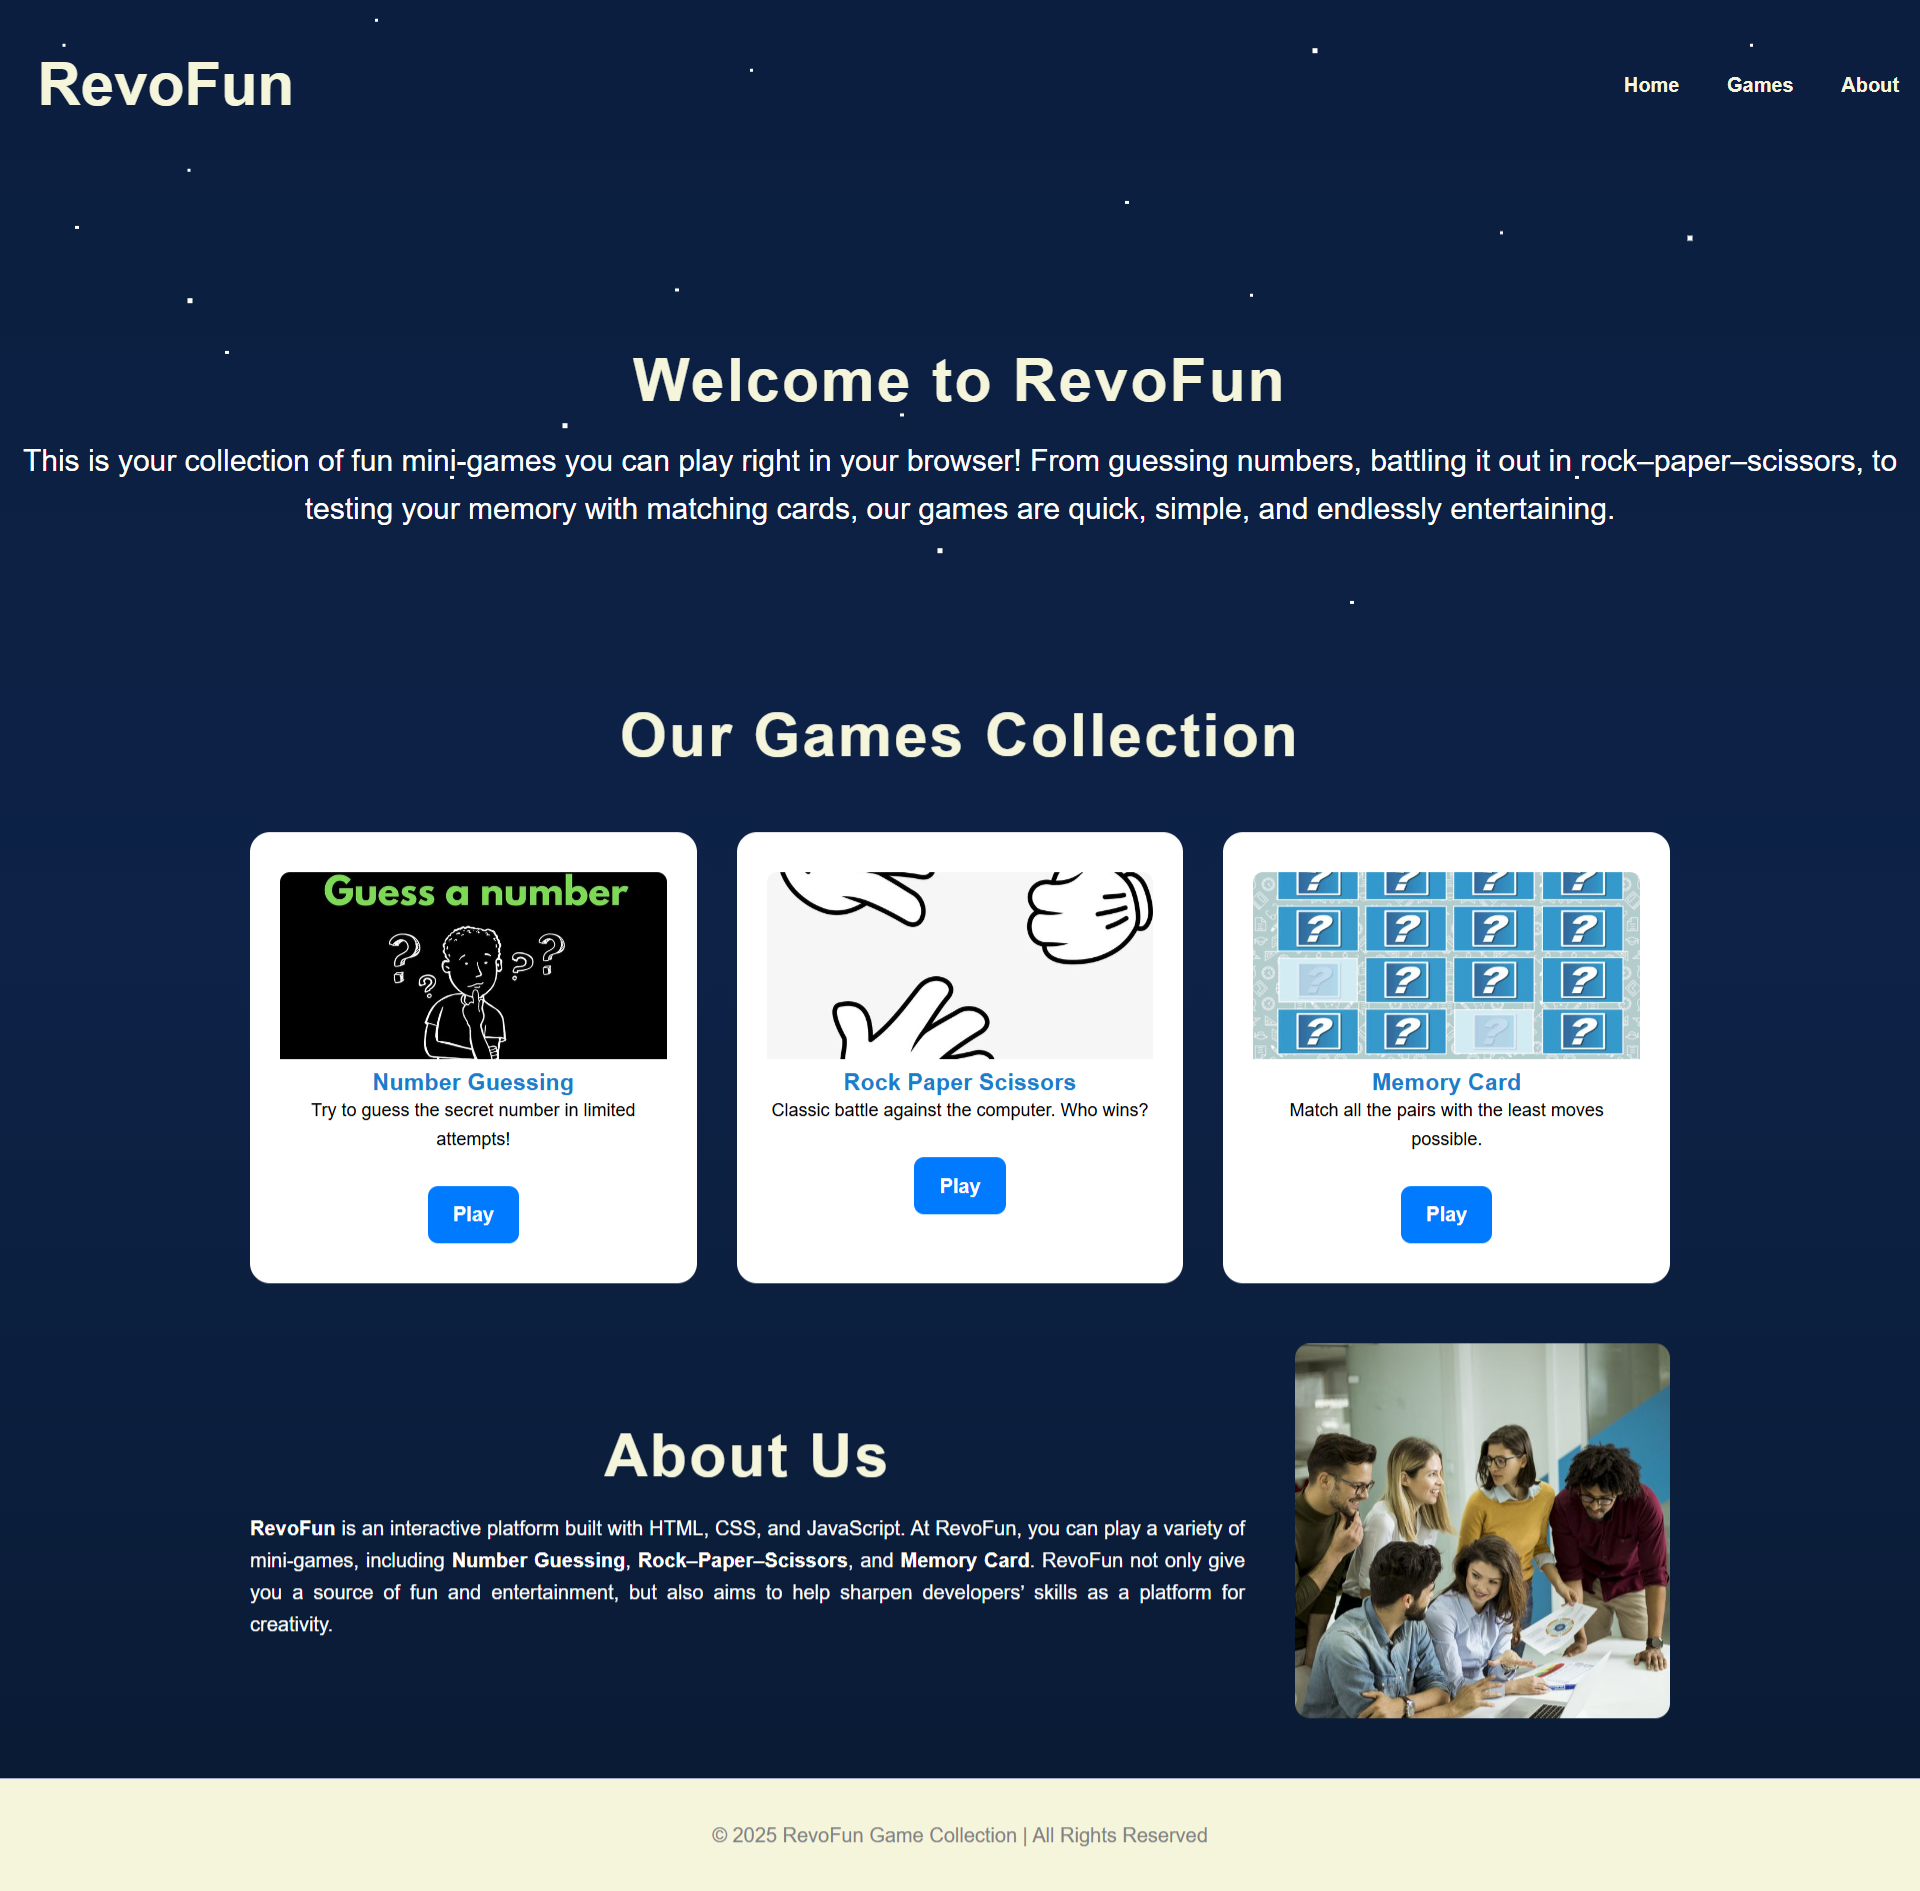 RevoFun
Home
Games
About
Welcome to RevoFun
This is your collection of fun mini-games you can play right in your browser! From guessing numbers, battling it out in rock–paper–scissors, to
testing your memory with matching cards, our games are quick, simple, and endlessly entertaining.
Our Games Collection
Guess a number
? ? ? ?
Number Guessing
Try to guess the secret number in limited
attempts!
Play
Rock Paper Scissors
Classic battle against the computer. Who wins?
Play
? ? ? ?
? ? ? ?
? ? ? ?
? ? ? ?
Memory Card
Match all the pairs with the least moves
possible.
Play
About Us
RevoFun is an interactive platform built with HTML, CSS, and JavaScript. At RevoFun, you can play a variety of
mini-games, including Number Guessing, Rock–Paper–Scissors, and Memory Card. RevoFun not only give
you a source of fun and entertainment, but also aims to help sharpen developers’ skills as a platform for
creativity.
© 2025 RevoFun Game Collection | All Rights Reserved